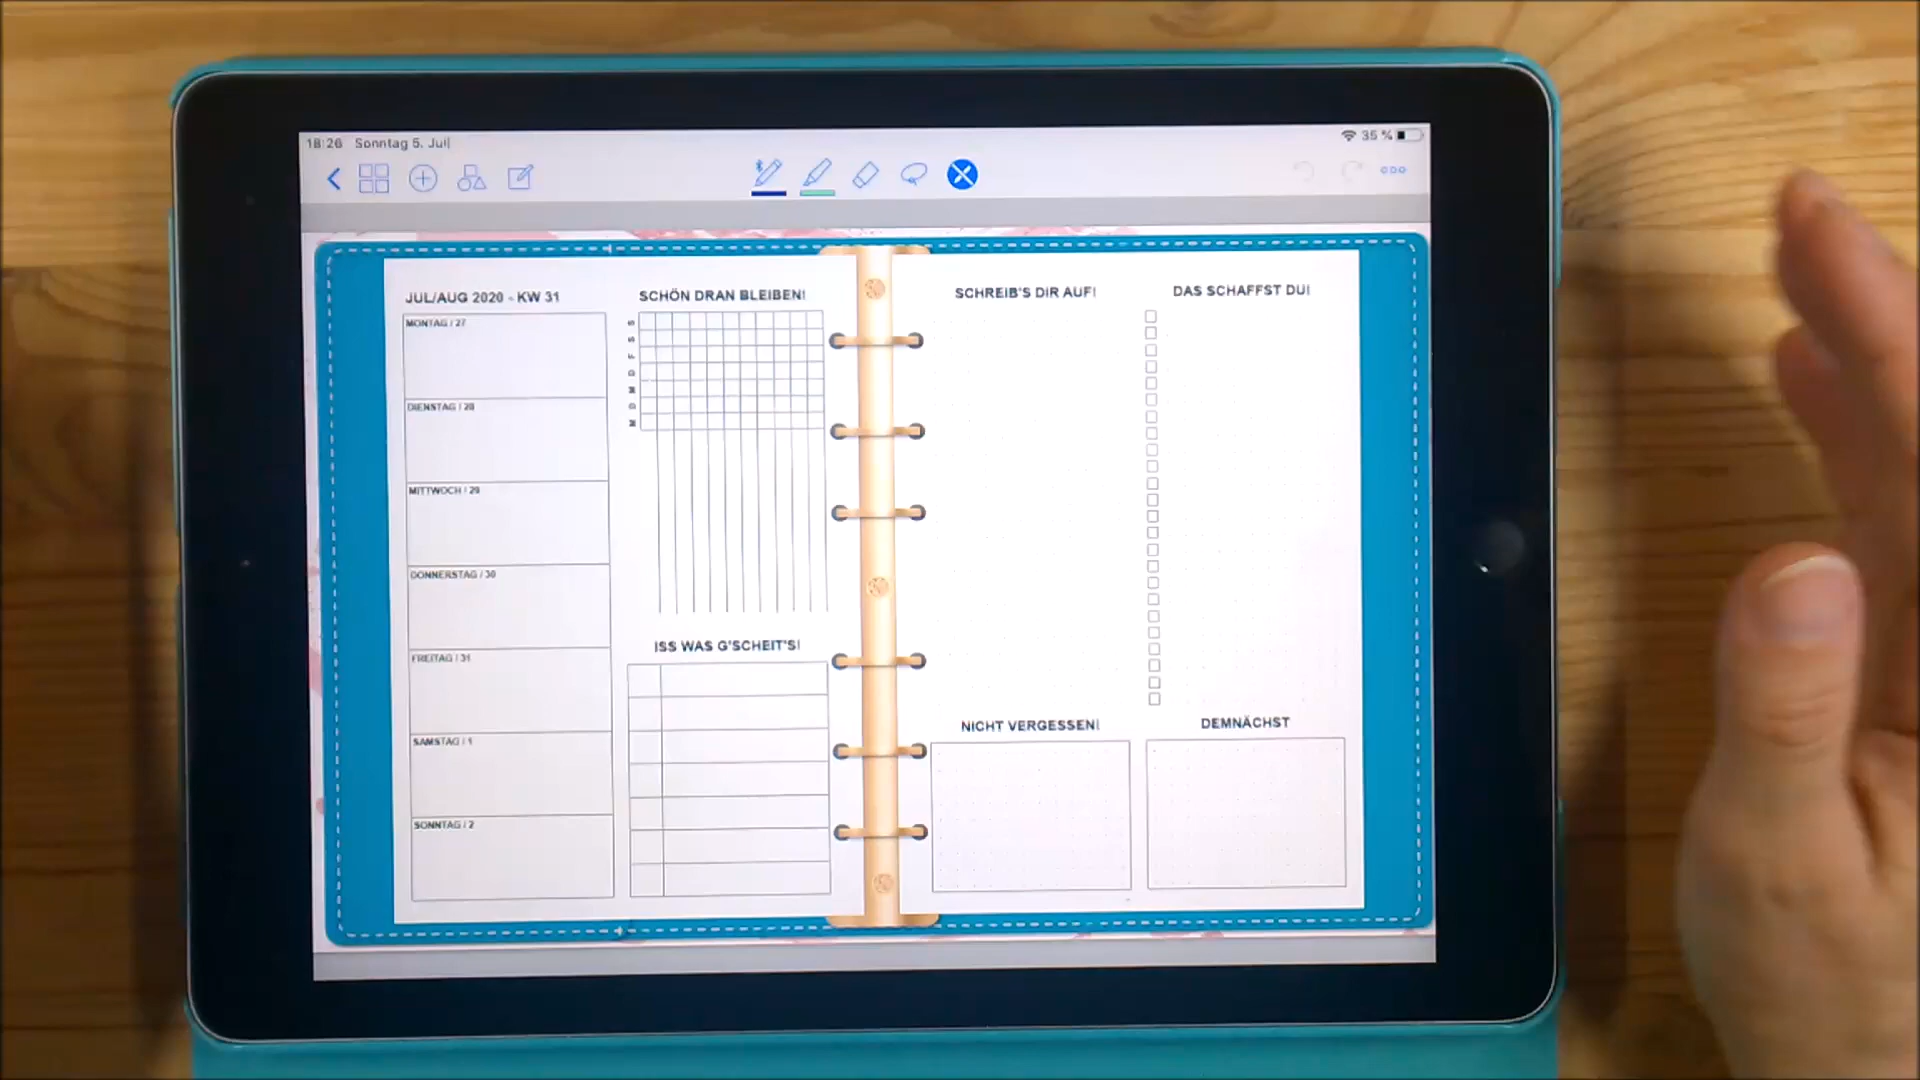 18:26 Sonntag 5. Juli
35 %
JUL/AUG 2020 - KW 31
MONTAG / 27
DIENSTAG / 28
MITTWOCH / 29
DONNERSTAG / 30
FREITAG / 31
SAMSTAG / 1
SONNTAG / 2
SCHÖN DRAN BLEIBEN!
S
S
F
D
M
D
M
ISS WAS G'SCHEIT'S!
SCHREIB'S DIR AUF!
DAS SCHAFFST DU!
NICHT VERGESSEN!
DEMNÄCHST